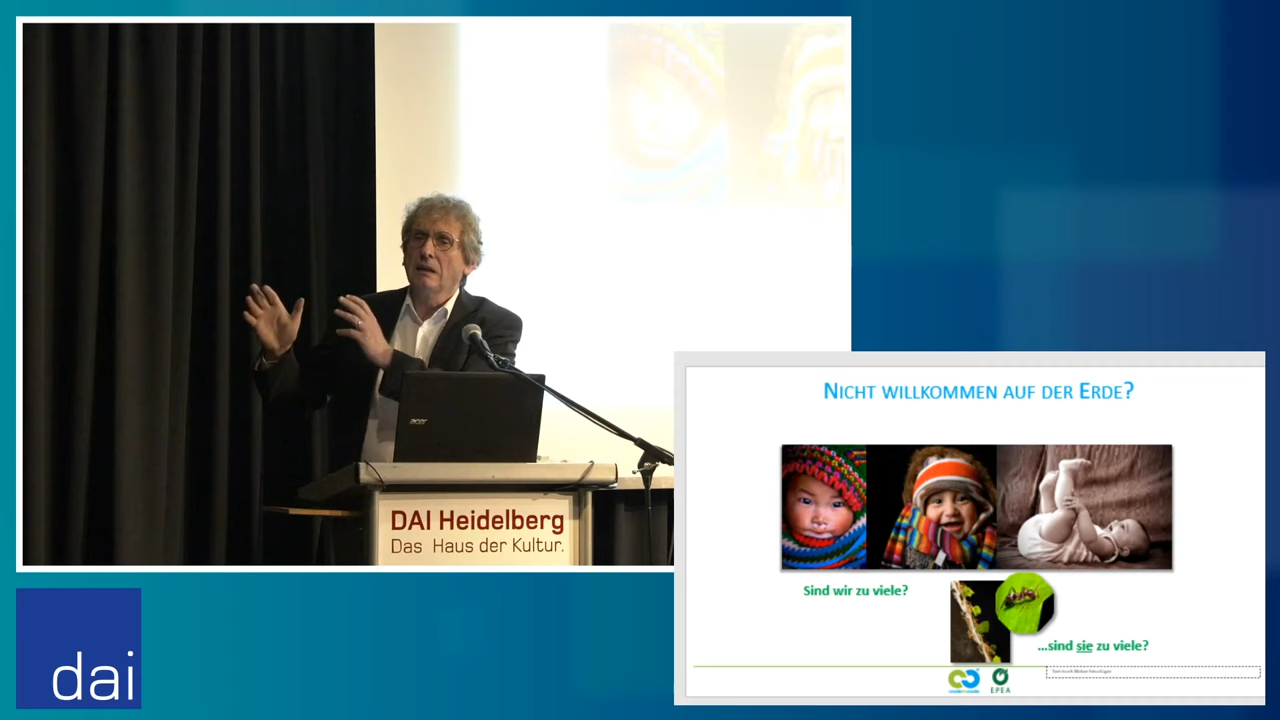 acer
DAI Heidelberg
Das Haus der Kultur.
dai
NICHT WILLKOMMEN AUF DER ERDE?
Sind wir zu viele?
...sind sie zu viele?
EPEA